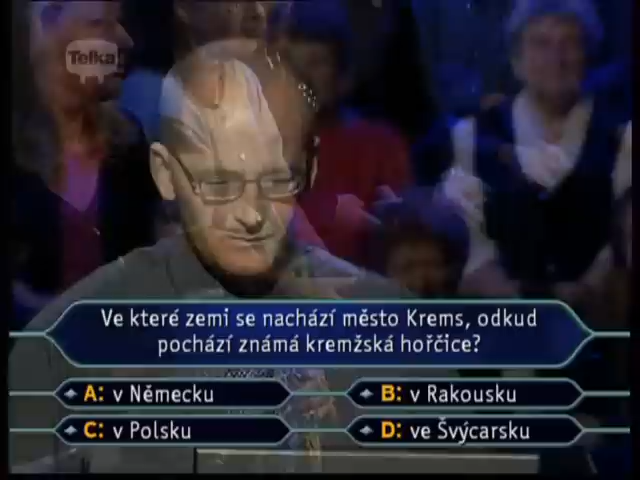 Telka
Ve které zemi se nachází město Krems, odkud
pochází známá kremžská hořčice?
A: v Německu
B: v Rakousku
C: v Polsku
D: ve Švýcarsku